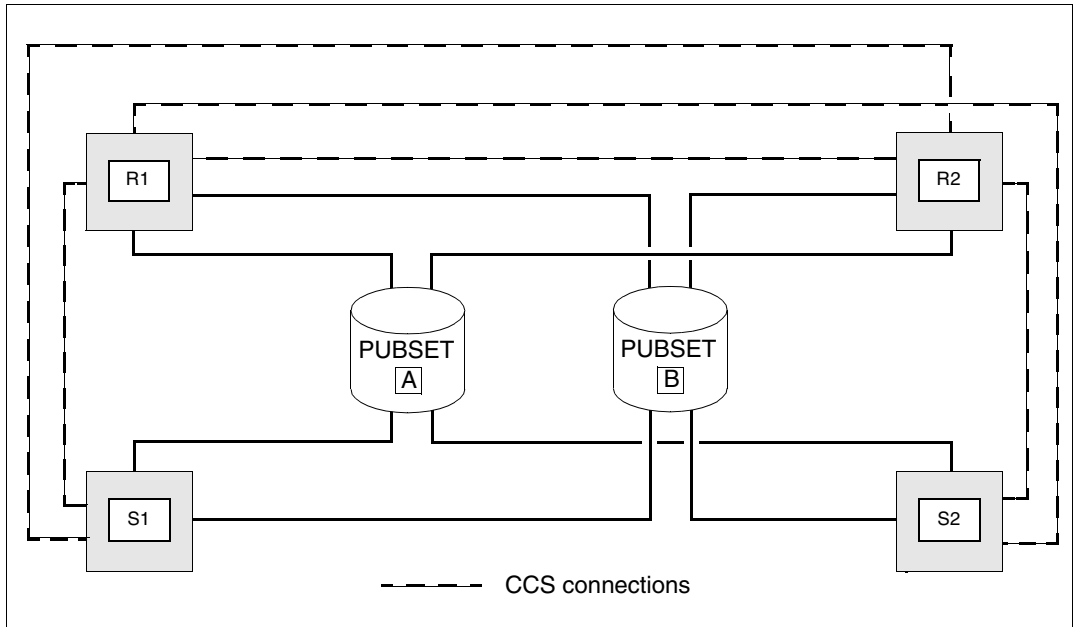 R1
R2
PUBSET
A
PUBSET
B
S1
S2
CCS connections